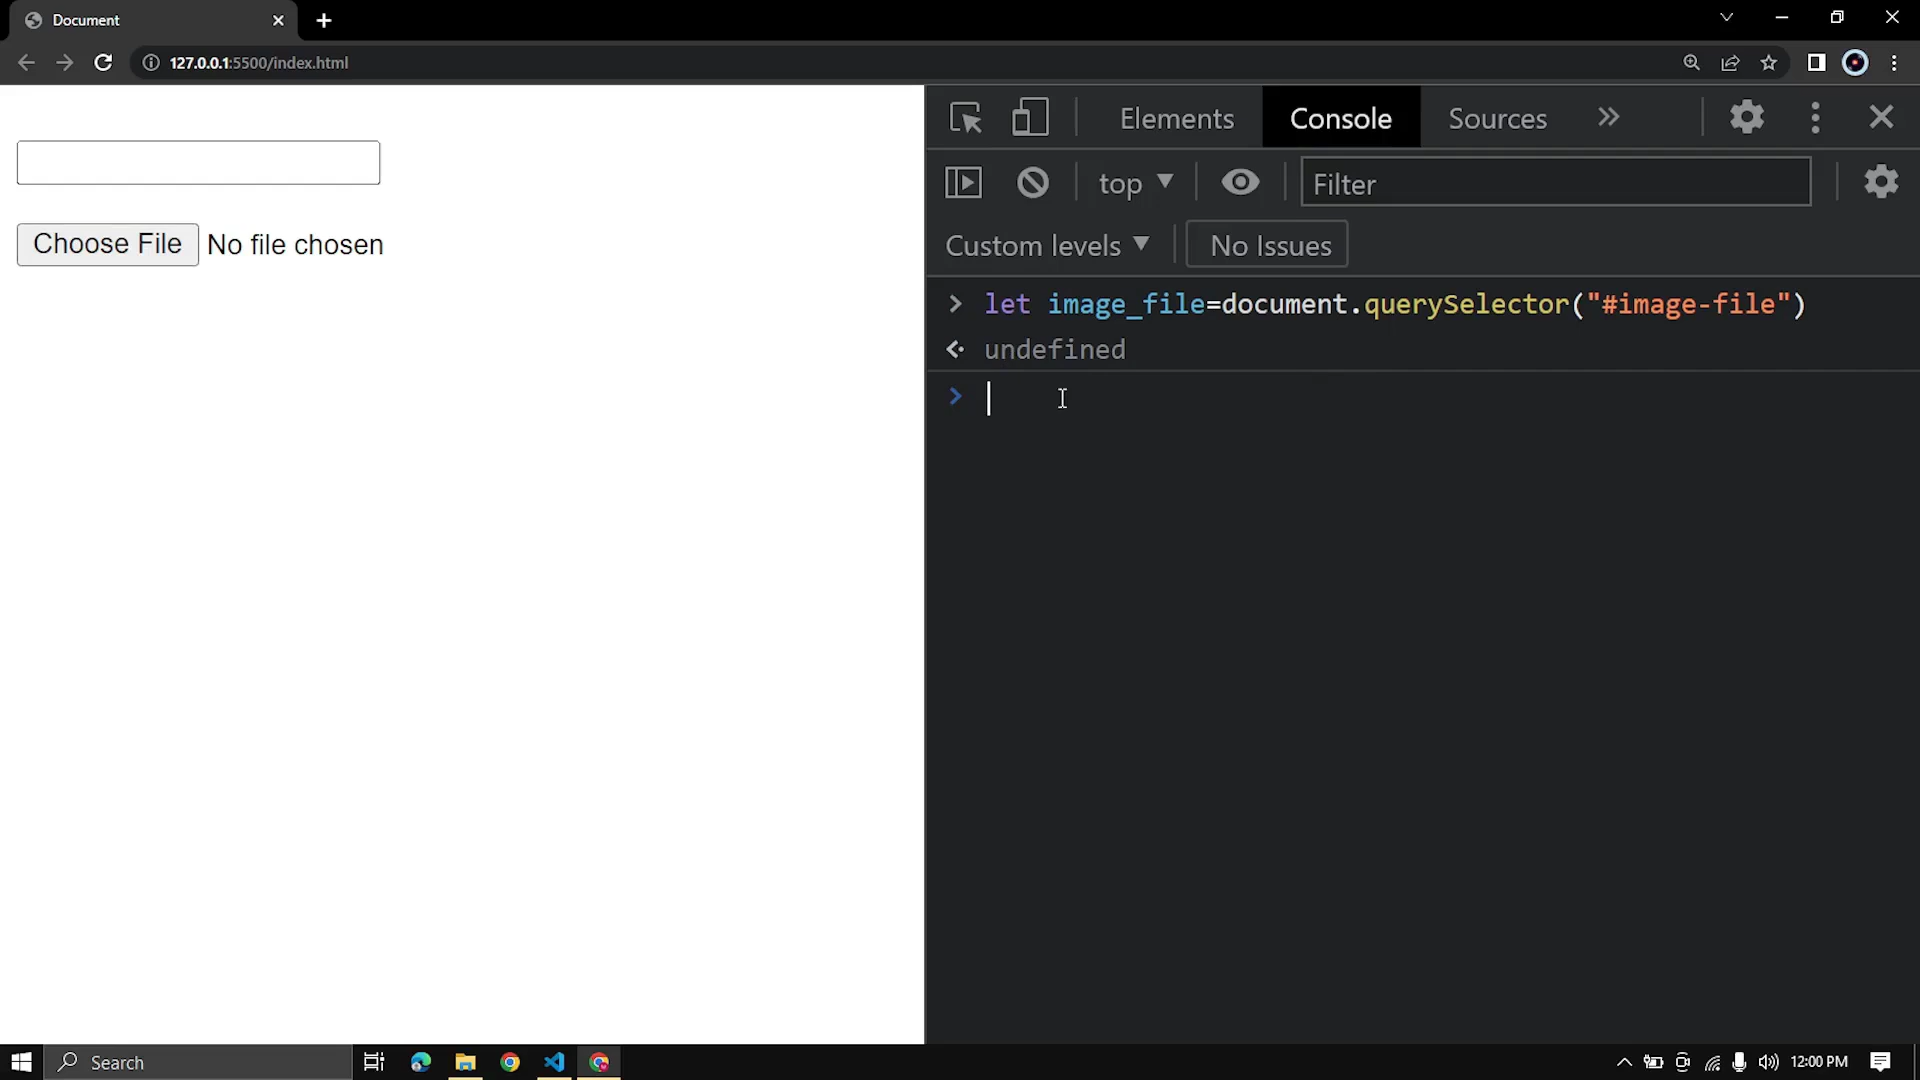 Document
127.0.0.1:5500/index.html
Choose File No file chosen
Elements Console Sources
top Filter
Custom levels No Issues
> let image_file=document.querySelector("#image-file")
undefined
>
Search
12:00 PM